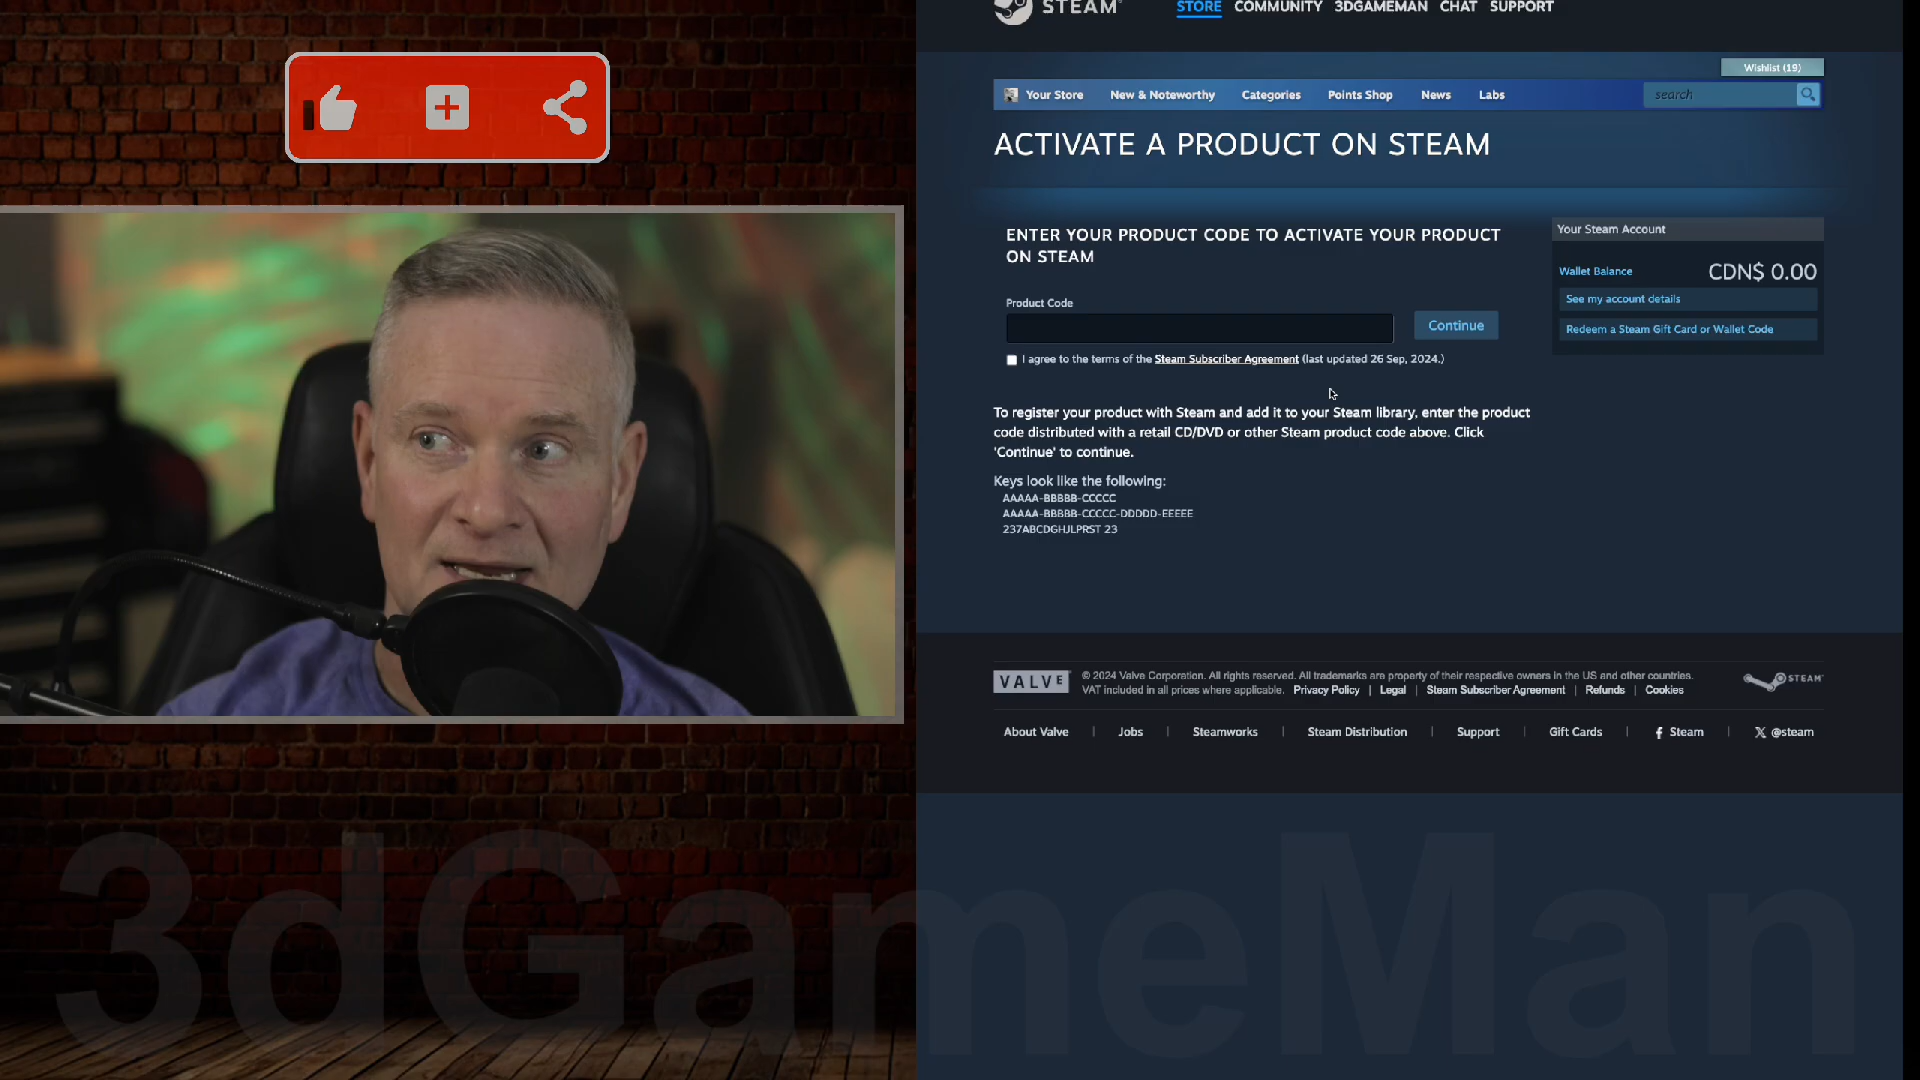 STEAM
STORE COMMUNITY 3DGAMEMAN CHAT SUPPORT
Wishlist (19)
Your Store New & Noteworthy Categories Points Shop News Labs search
ACTIVATE A PRODUCT ON STEAM
ENTER YOUR PRODUCT CODE TO ACTIVATE YOUR PRODUCT
ON STEAM
Product Code
Continue
I agree to the terms of the Steam Subscriber Agreement (last updated 26 Sep, 2024.)
Your Steam Account
Wallet Balance CDN$ 0.00
See my account details
Redeem a Steam Gift Card or Wallet Code
To register your product with Steam and add it to your Steam library, enter the product
code distributed with a retail CD/DVD or other Steam product code above. Click
'Continue' to continue.
Keys look like the following:
AAAAA-BBBBB-CCCCC
AAAAA-BBBBB-CCCCC-DDDDD-EEEEE
237ABCDGHJLPRST 23
VALVE
© 2024 Valve Corporation. All rights reserved. All trademarks are property of their respective owners in the US and other countries.
VAT included in all prices where applicable. Privacy Policy | Legal | Steam Subscriber Agreement | Refunds | Cookies
STEAM
About Valve | Jobs | Steamworks | Steam Distribution | Support | Gift Cards | Steam | @steam
3dGameMan